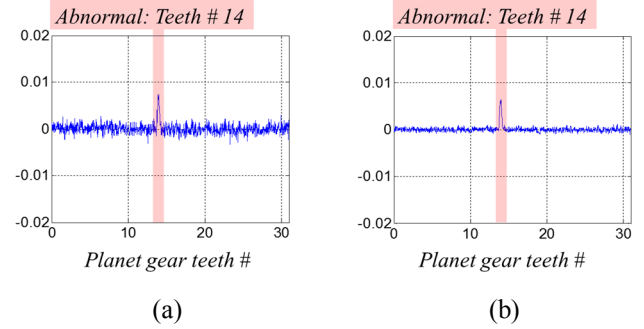 Abnormal: Teeth # 14
0.02
0.01
0
-0.01
-0.02
0 10 20 30
Planet gear teeth #
(a)
Abnormal: Teeth # 14
0.02
0.01
0
-0.01
-0.02
0 10 20 30
Planet gear teeth #
(b)